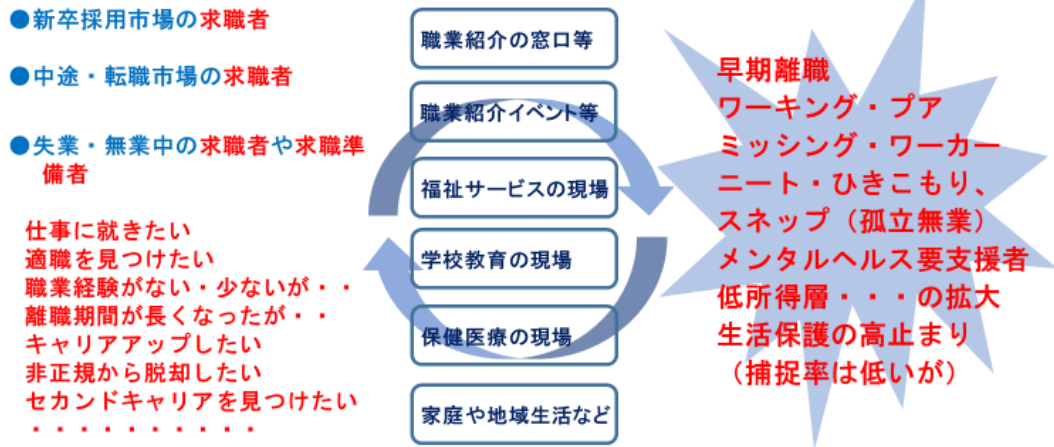 ●新卒採用市場の求職者
●中途・転職市場の求職者
●失業・無業中の求職者や求職準
備者
仕事に就きたい
適職を見つけたい
職業経験がない・少ないが・・
離職期間が長くなったが・・
キャリアアップしたい
非正規から脱却したい
セカンドキャリアを見つけたい
・・・・・・・・・・
職業紹介の窓口等
職業紹介イベント等
福祉サービスの現場
学校教育の現場
保健医療の現場
家庭や地域生活など
早期離職
ワーキング・プア
ミッシング・ワーカー
ニート・ひきこもり、
スネップ（孤立無業）
メンタルヘルス要支援者
低所得層・・・の拡大
生活保護の高止まり
（捕捉率は低いが）